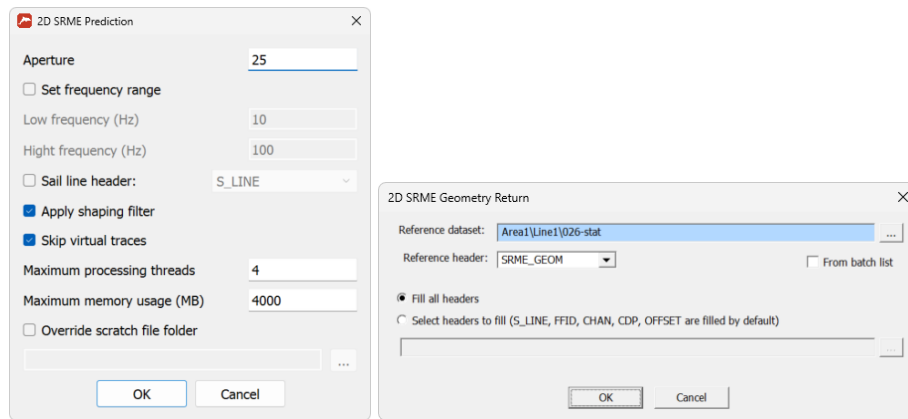 2D SRME Prediction
Aperture 25
Set frequency range
Low frequency (Hz) 10
Hight frequency (Hz) 100
Sail line header: S_LINE
Apply shaping filter
Skip virtual traces
Maximum processing threads 4
Maximum memory usage (MB) 4000
Override scratch file folder
...
OK Cancel
2D SRME Geometry Return
Reference dataset: Area1\Line1\026-stat ...
Reference header: SRME_GEOM From batch list
Fill all headers
Select headers to fill (S_LINE, FFID, CHAN, CDP, OFFSET are filled by default)
...
OK Cancel